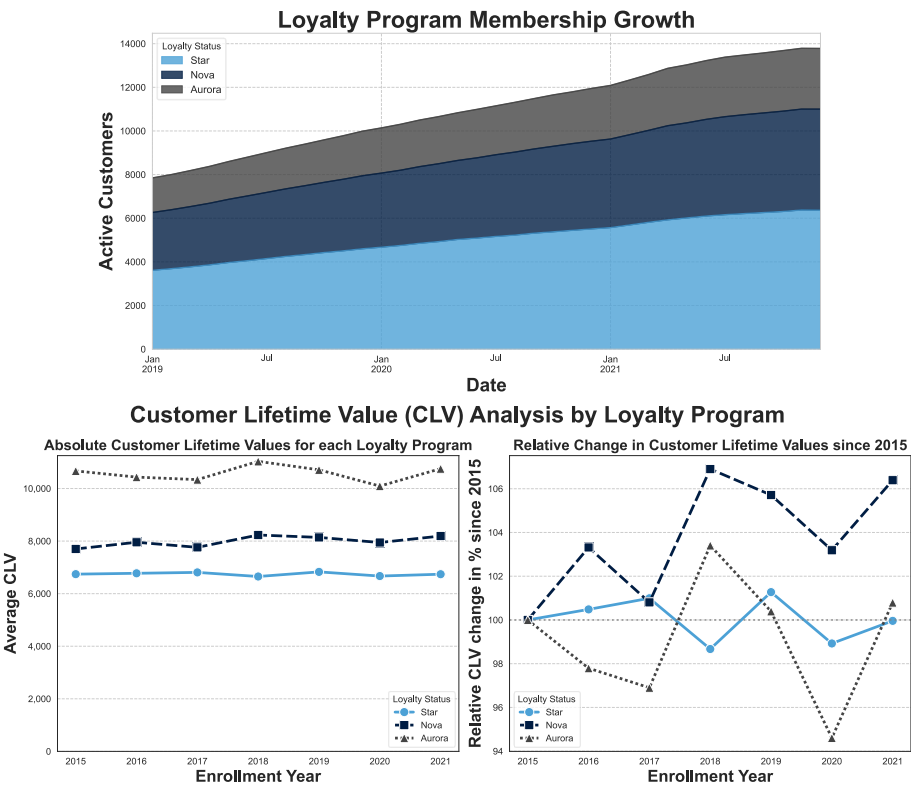 Loyalty Program Membership Growth
Active Customers
14000
12000
10000
8000
6000
4000
2000
0
Loyalty Status
Star
Nova
Aurora
Jan
2019
Jul
Jan
2020
Jul
Jan
2021
Jul
Date
Customer Lifetime Value (CLV) Analysis by Loyalty Program
Absolute Customer Lifetime Values for each Loyalty Program
Average CLV
10,000
8,000
6,000
4,000
2,000
0
Loyalty Status
Star
Nova
Aurora
2015 2016 2017 2018 2019 2020 2021
Enrollment Year
Relative Change in Customer Lifetime Values since 2015
Relative CLV change in % since 2015
106
104
102
100
98
96
94
Loyalty Status
Star
Nova
Aurora
2015 2016 2017 2018 2019 2020 2021
Enrollment Year